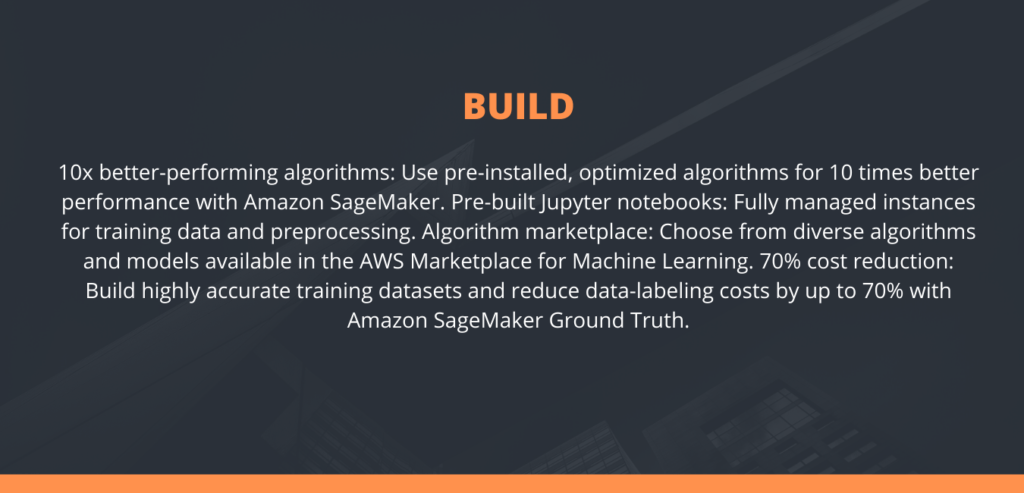 BUILD
10x better-performing algorithms: Use pre-installed, optimized algorithms for 10 times better
performance with Amazon SageMaker. Pre-built Jupyter notebooks: Fully managed instances
for training data and preprocessing. Algorithm marketplace: Choose from diverse algorithms
and models available in the AWS Marketplace for Machine Learning. 70% cost reduction:
Build highly accurate training datasets and reduce data-labeling costs by up to 70% with
Amazon SageMaker Ground Truth.